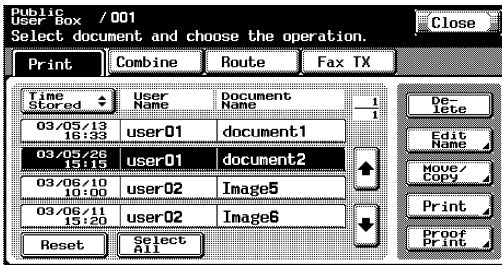 Public
User Box /001
Close
Select document and choose the operation.
Print
Combine
Route
Fax TX
Time
Stored
User
Name
Document
Name
1
1
03/05/13
16:33
user01
document1
03/05/26
15:15
user01
document2
03/06/10
10:00
user02
Image5
03/06/11
15:20
user02
Image6
Reset
Select
All
De-
lete
Edit
Name
Move/
Copy
Print
Proof
Print